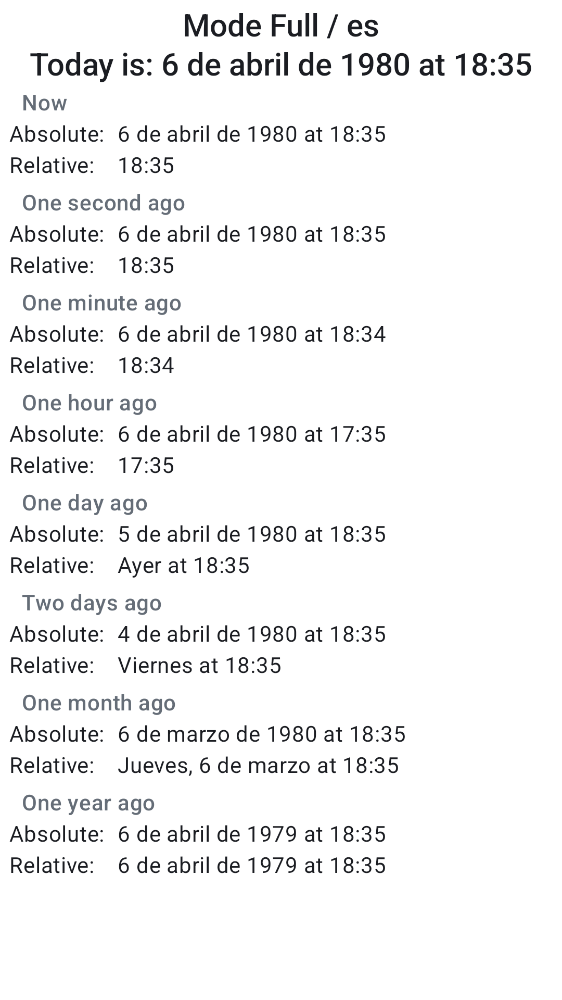 Mode Full / es
Today is: 6 de abril de 1980 at 18:35
Now
Absolute: 6 de abril de 1980 at 18:35
Relative: 18:35
One second ago
Absolute: 6 de abril de 1980 at 18:35
Relative: 18:35
One minute ago
Absolute: 6 de abril de 1980 at 18:34
Relative: 18:34
One hour ago
Absolute: 6 de abril de 1980 at 17:35
Relative: 17:35
One day ago
Absolute: 5 de abril de 1980 at 18:35
Relative: Ayer at 18:35
Two days ago
Absolute: 4 de abril de 1980 at 18:35
Relative: Viernes at 18:35
One month ago
Absolute: 6 de marzo de 1980 at 18:35
Relative: Jueves, 6 de marzo at 18:35
One year ago
Absolute: 6 de abril de 1979 at 18:35
Relative: 6 de abril de 1979 at 18:35